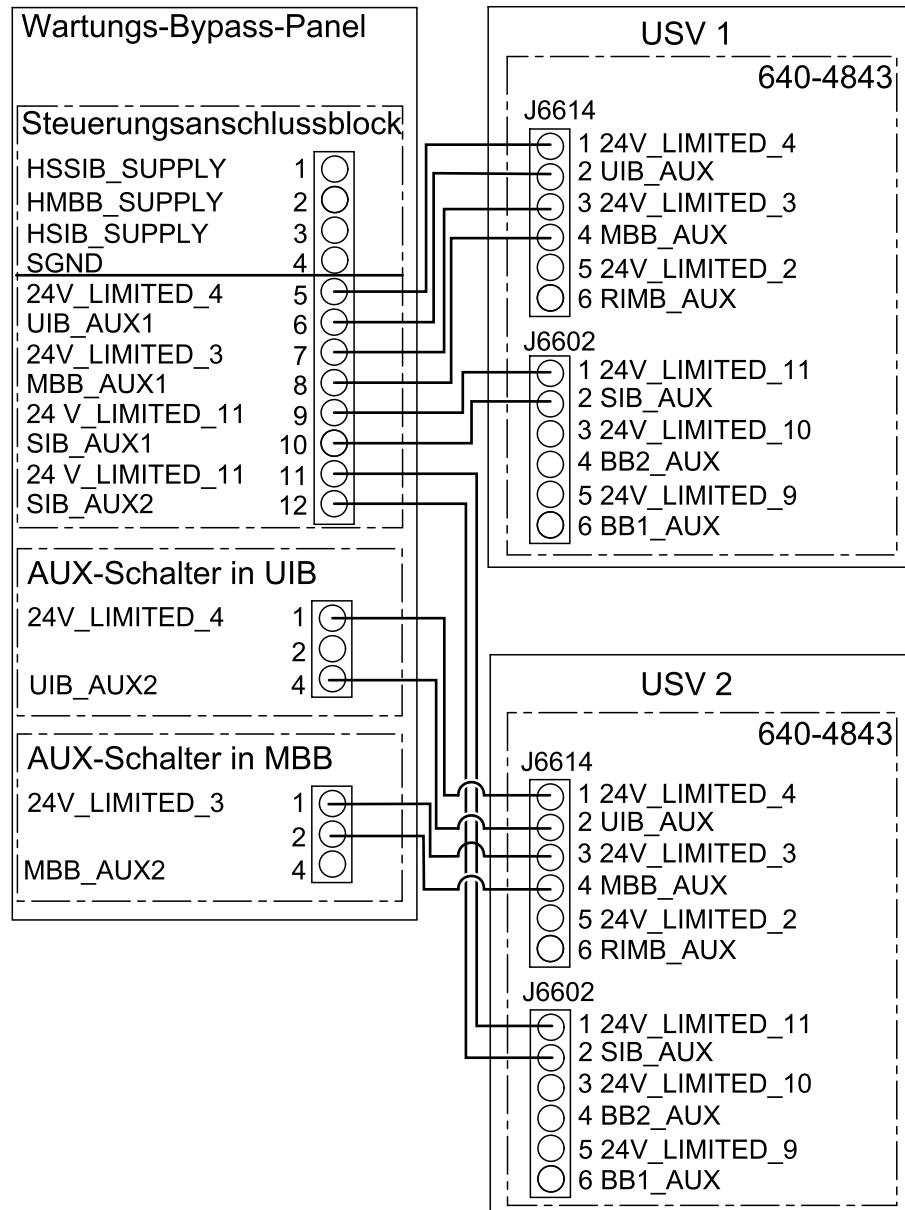 Wartungs-Bypass-Panel
Steuerungsanschlussblock
HSSIB_SUPPLY 1
HMBB_SUPPLY 2
HSIB_SUPPLY 3
SGND 4
24V_LIMITED_4 5
UIB_AUX1 6
24V_LIMITED_3 7
MBB_AUX1 8
24 V_LIMITED_11 9
SIB_AUX1 10
24 V_LIMITED_11 11
SIB_AUX2 12
AUX-Schalter in UIB
24V_LIMITED_4 1
2
UIB_AUX2 4
AUX-Schalter in MBB
24V_LIMITED_3 1
2
MBB_AUX2 4
USV 1
640-4843
J6614
1 24V_LIMITED_4
2 UIB_AUX
3 24V_LIMITED_3
4 MBB_AUX
5 24V_LIMITED_2
6 RIMB_AUX
J6602
1 24V_LIMITED_11
2 SIB_AUX
3 24V_LIMITED_10
4 BB2_AUX
5 24V_LIMITED_9
6 BB1_AUX
USV 2
640-4843
J6614
1 24V_LIMITED_4
2 UIB_AUX
3 24V_LIMITED_3
4 MBB_AUX
5 24V_LIMITED_2
6 RIMB_AUX
J6602
1 24V_LIMITED_11
2 SIB_AUX
3 24V_LIMITED_10
4 BB2_AUX
5 24V_LIMITED_9
6 BB1_AUX